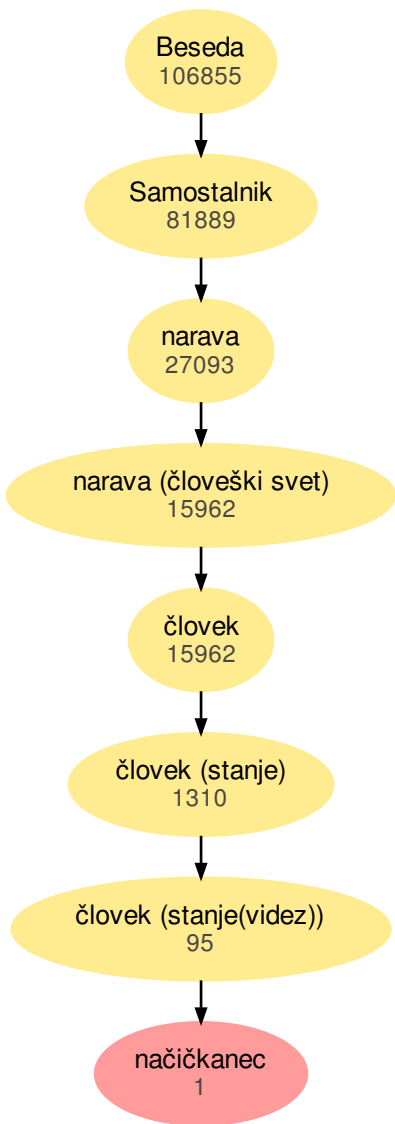 Beseda
106855
Samostalnik
81889
narava
27093
narava (človeški svet)
15962
človek
15962
človek (stanje)
1310
človek (stanje(videz))
95
načičkanec
1